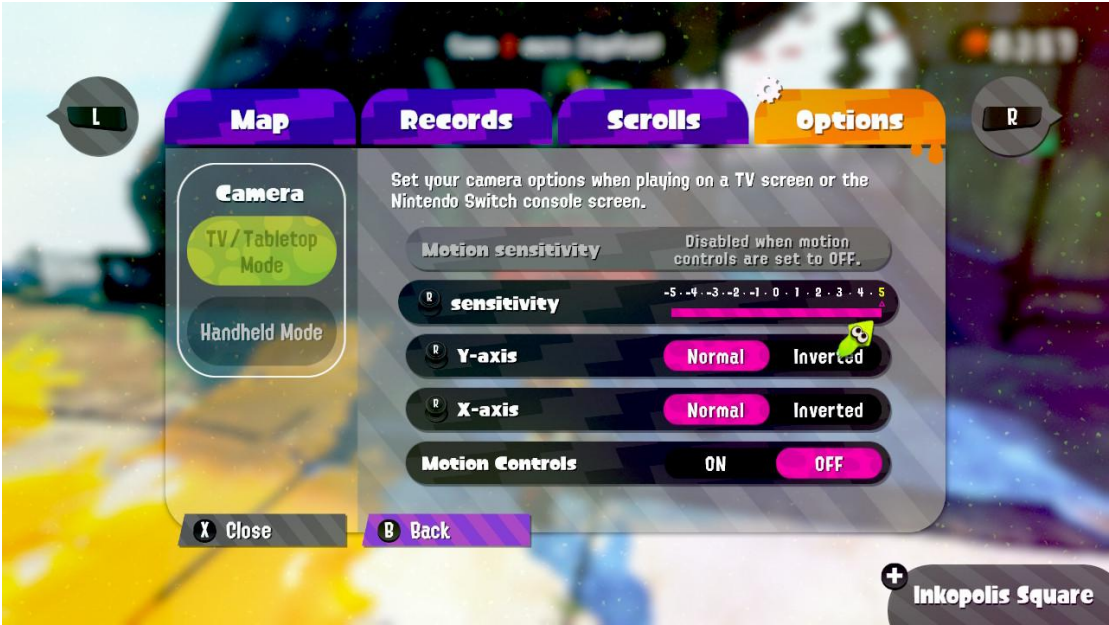 L
Map
Records
Scrolls
Options
R
Camera
TV / Tabletop
Mode
Handheld Mode
Set your camera options when playing on a TV screen or the
Nintendo Switch console screen.
Motion sensitivity
Disabled when motion
controls are set to OFF.
R sensitivity
-5 · -4 · -3 · -2 · -1 · 0 · 1 · 2 · 3 · 4 · 5
R Y-axis
Normal
Inverted
R X-axis
Normal
Inverted
Motion Controls
ON
OFF
X Close
B Back
+ Inkopolis Square